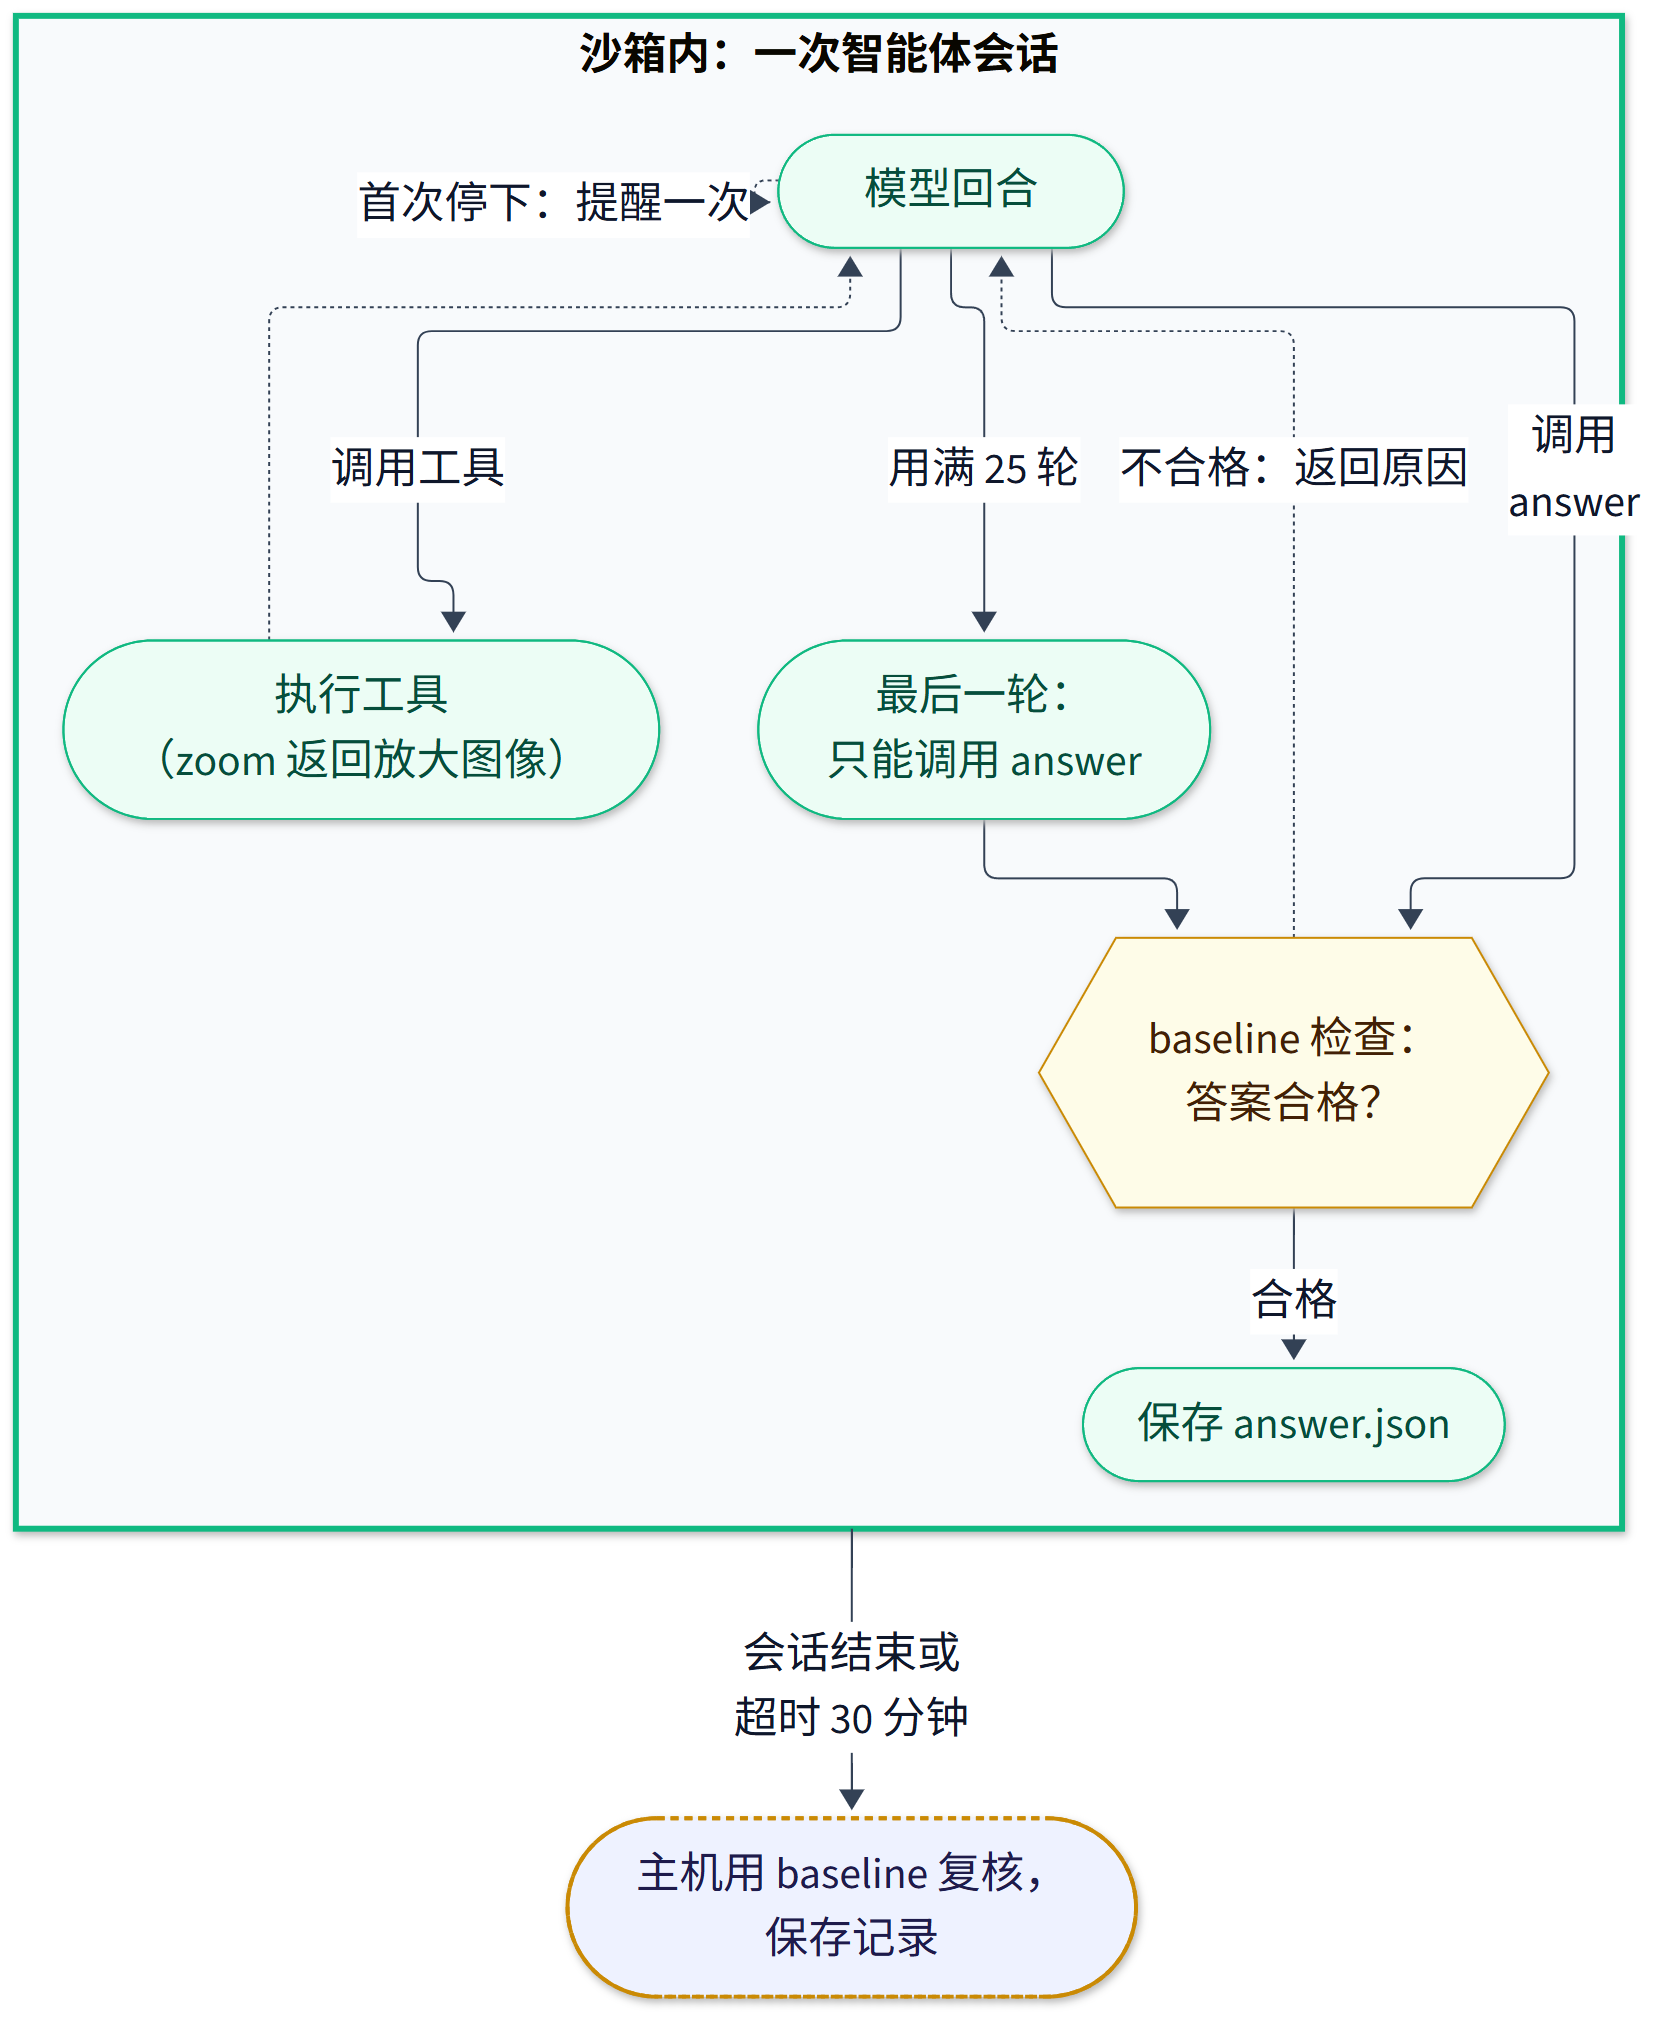 沙箱内：一次智能体会话
模型回合
首次停下：提醒一次
调用工具
用满 25 轮
不合格：返回原因
调用
answer
执行工具
（zoom 返回放大图像）
最后一轮：
只能调用 answer
baseline 检查：
答案合格？
合格
保存 answer.json
会话结束或
超时 30 分钟
主机用 baseline 复核，
保存记录